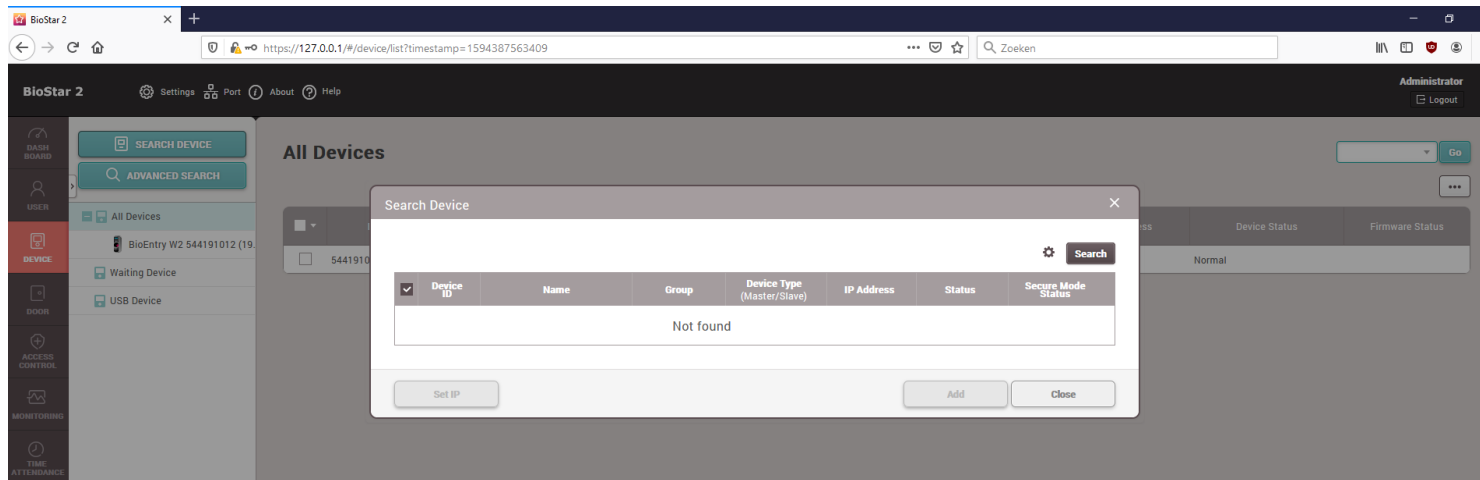 BioStar 2
https://127.0.0.1/#/device/list?timestamp=1594387563409
Zoeken
BioStar 2
Settings
Port
About
Help
Administrator
Logout
DASH
BOARD
USER
DEVICE
DOOR
ACCESS
CONTROL
MONITORING
TIME
ATTENDANCE
SEARCH DEVICE
ADVANCED SEARCH
All Devices
BioEntry W2 544191012 (19.
Waiting Device
USB Device
All Devices
Go
Device Status
Firmware Status
5441910
Normal
Search Device
Search
Device
ID
Name
Group
Device Type
(Master/Slave)
IP Address
Status
Secure Mode
Status
Not found
Set IP
Add
Close